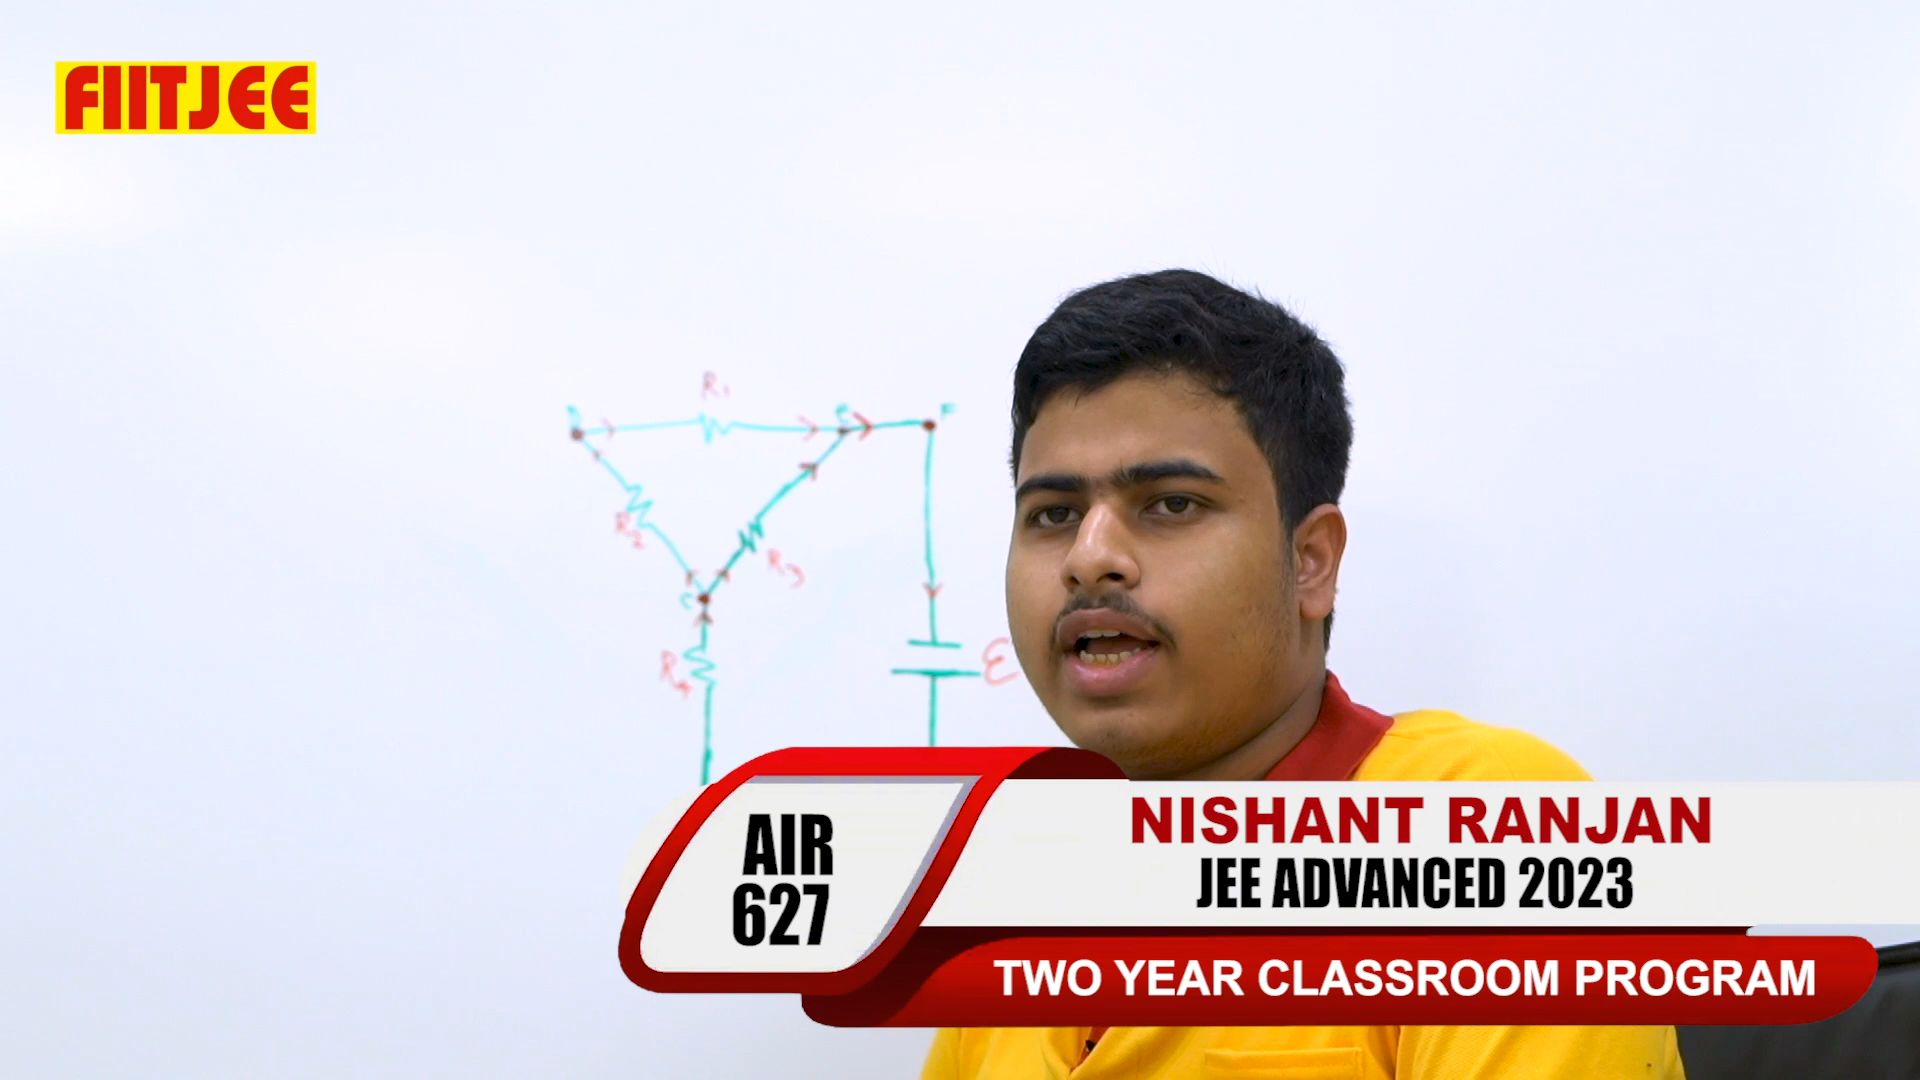 FIITJEE
R1
R2
R3
C
R4
ε
AIR
627
NISHANT RANJAN
JEE ADVANCED 2023
TWO YEAR CLASSROOM PROGRAM